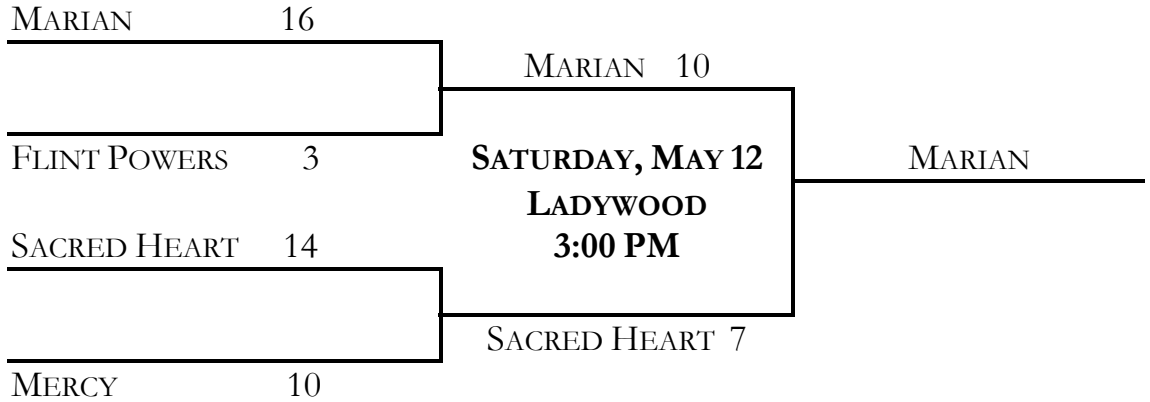 MARIAN 16
MARIAN 10
FLINT POWERS 3
SATURDAY, MAY 12
LADYWOOD
3:00 PM
MARIAN
SACRED HEART 14
SACRED HEART 7
MERCY 10